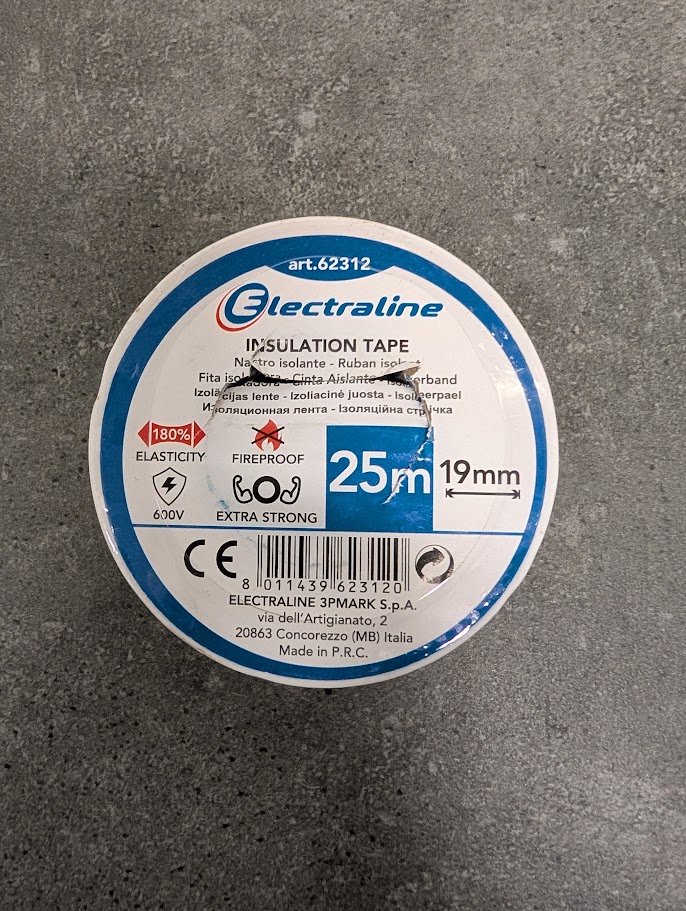 art.62312
Electraline
INSULATION TAPE
Nastro isolante - Ruban isolant
Fita isoladora - Cinta Aislante - Isolierband
Izolācijas lente - Izoliacinė juosta - Isoleerpael
Изоляционная лента - Ізоляційна стрічка
180%
ELASTICITY
600V
FIREPROOF
EXTRA STRONG
25m
19mm
CE
8 011439 623120
ELECTRALINE 3PMARK S.p.A.
via dell'Artigianato, 2
20863 Concorezzo (MB) Italia
Made in P.R.C.